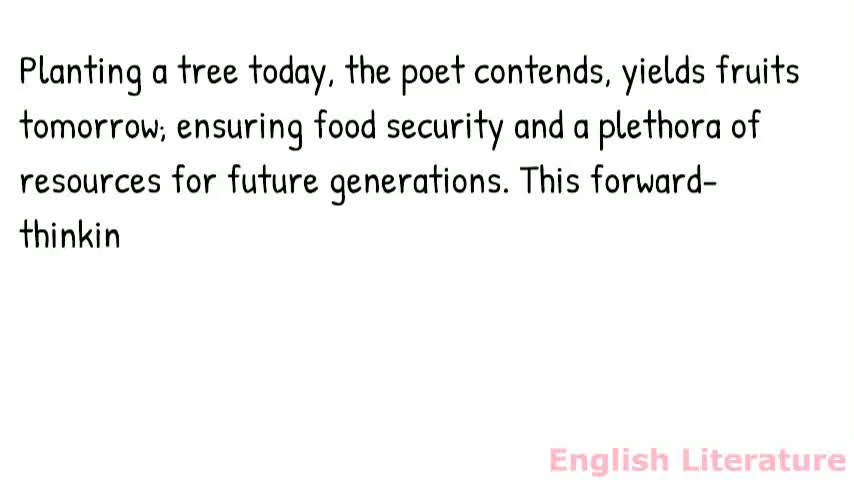 Planting a tree today, the poet contends, yields fruits
tomorrow; ensuring food security and a plethora of
resources for future generations. This forward-
thinkin
English Literature